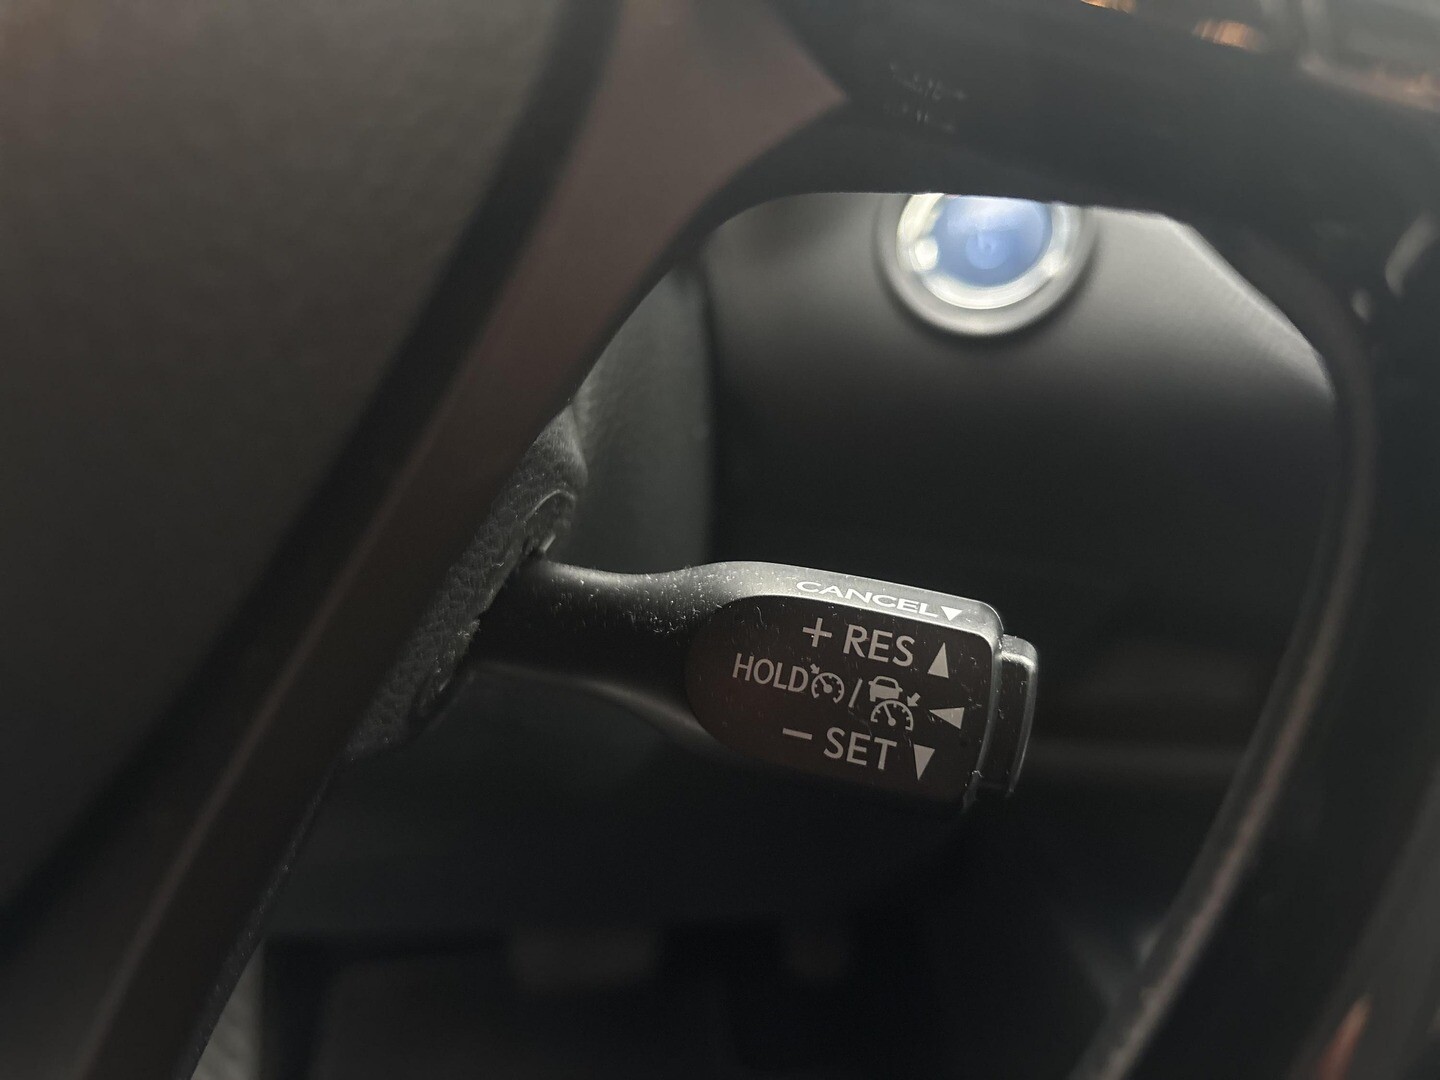 CANCEL▼
+ RES ▲
HOLD / ◀
− SET ▼